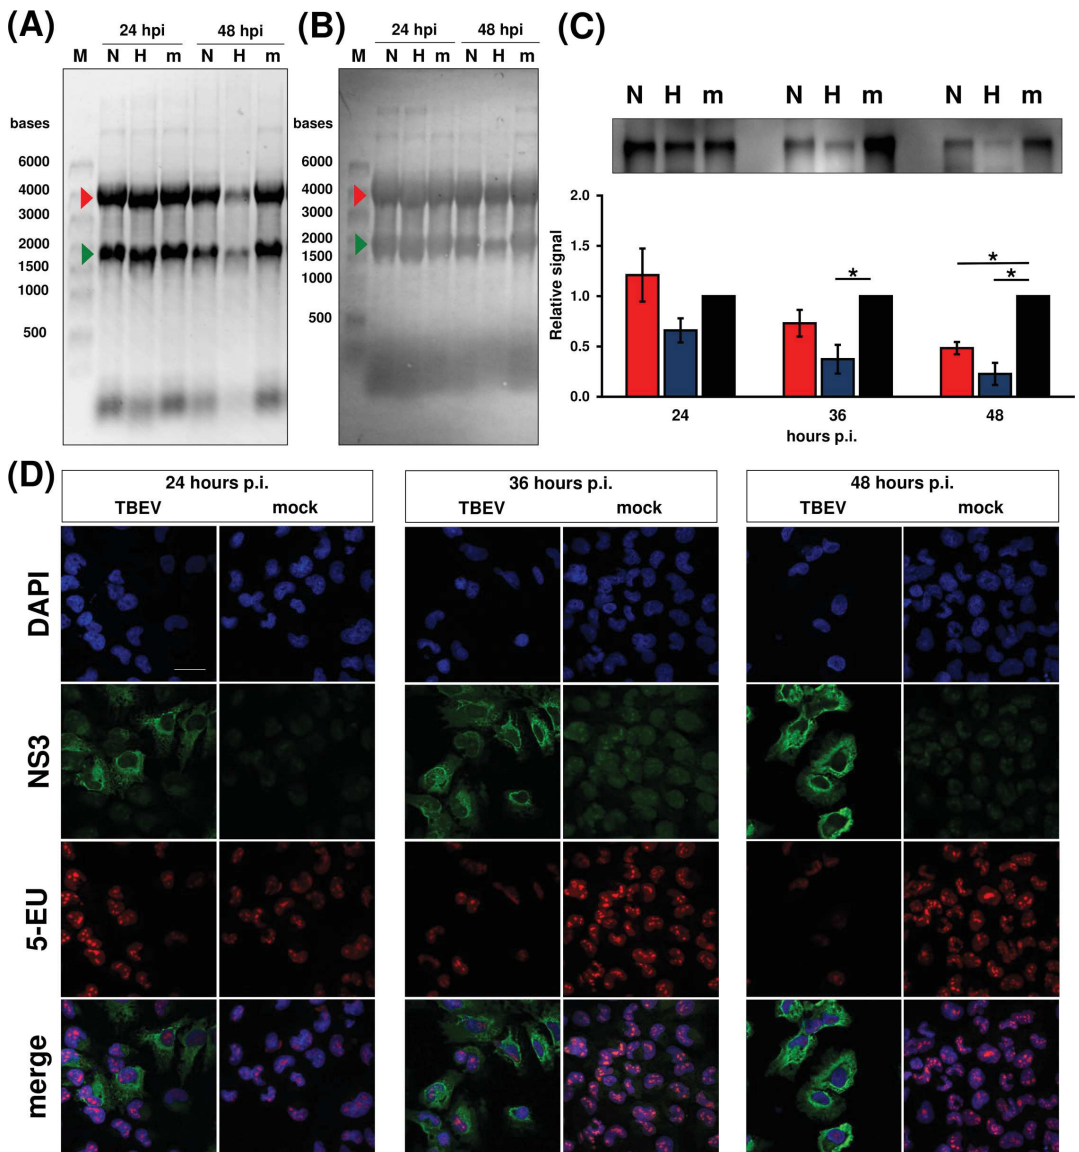 (A)
24 hpi 48 hpi
M N H m N H m
bases
6000
4000
3000
2000
1500
1000
500
(B)
24 hpi 48 hpi
M N H m N H m
bases
6000
4000
3000
2000
1500
1000
500
(C)
N H m N H m N H m
2.0
1.5
1.0
0.5
0.0
Relative signal
* * *
24 36 48
hours p.i.
(D)
24 hours p.i. 36 hours p.i. 48 hours p.i.
TBEV mock TBEV mock TBEV mock
DAPI
NS3
5-EU
merge